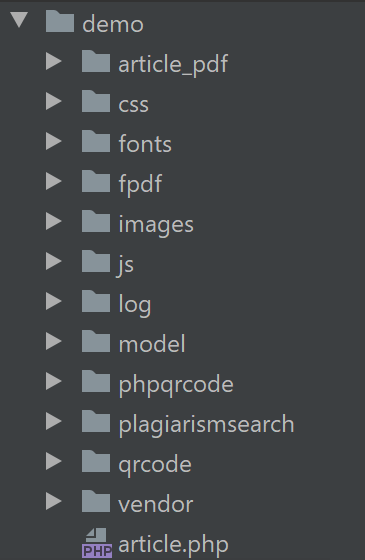 demo
article_pdf
css
fonts
fpdf
images
js
log
model
phpqrcode
plagiarismsearch
qrcode
vendor
PHP article.php